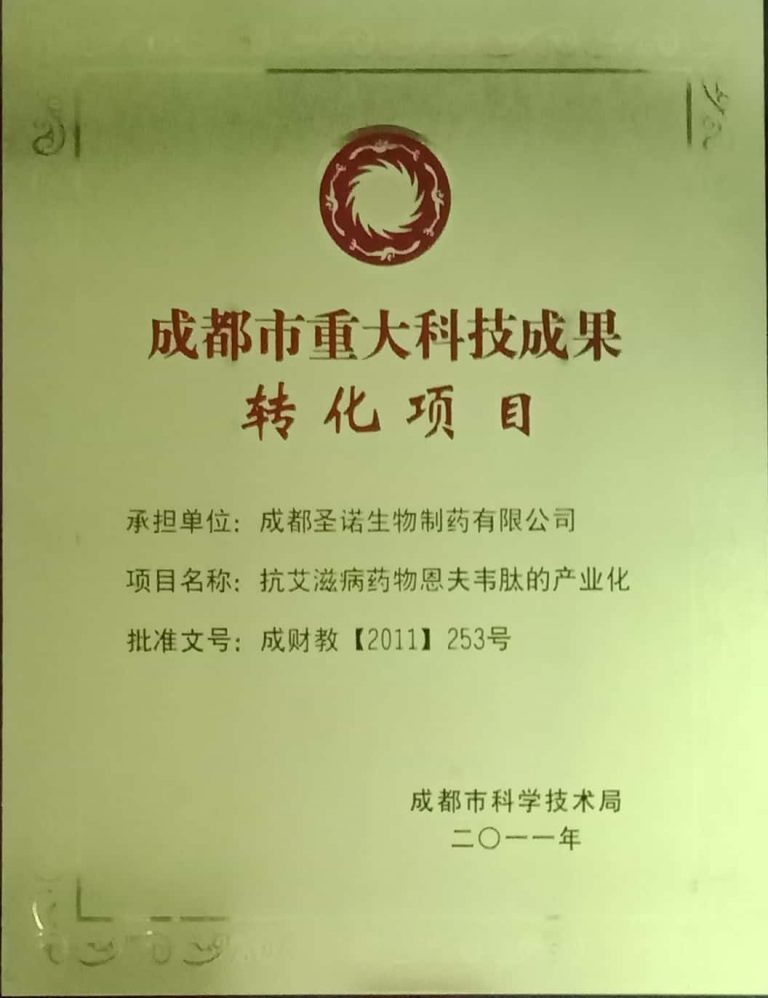 成都市重大科技成果
转化项目
承担单位：成都圣诺生物制药有限公司
项目名称：抗艾滋病药物恩夫韦肽的产业化
批准文号：成财教【2011】253号
成都市科学技术局
二〇一一年